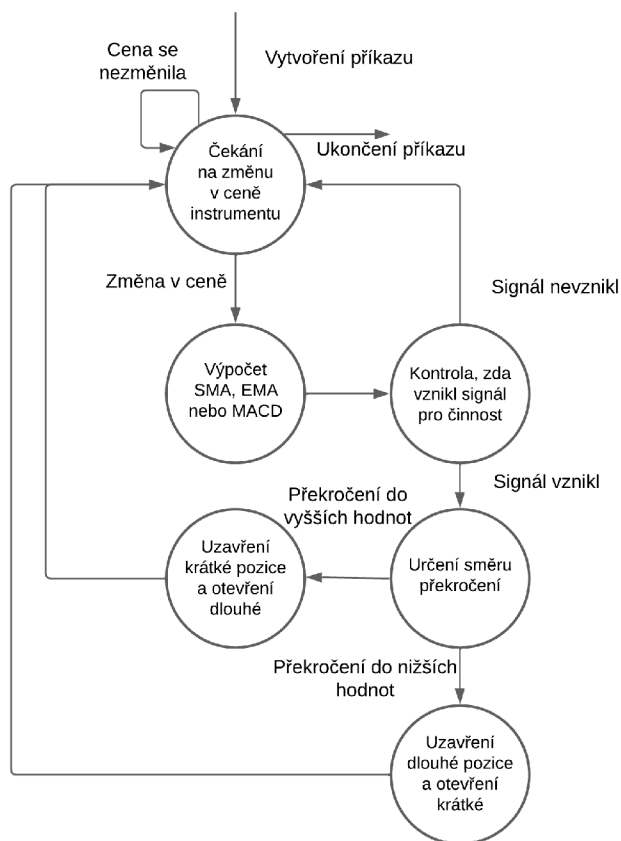 Cena se
nezměnila
Vytvoření příkazu
Čekání
na změnu
v ceně
instrumentu
Ukončení příkazu
Změna v ceně
Signál nevznikl
Výpočet
SMA, EMA
nebo MACD
Kontrola, zda
vznikl signál
pro činnost
Signál vznikl
Překročení do
vyšších hodnot
Uzavření
krátké pozice
a otevření
dlouhé
Určení směru
překročení
Překročení do nižších
hodnot
Uzavření
dlouhé pozice
a otevření
krátké